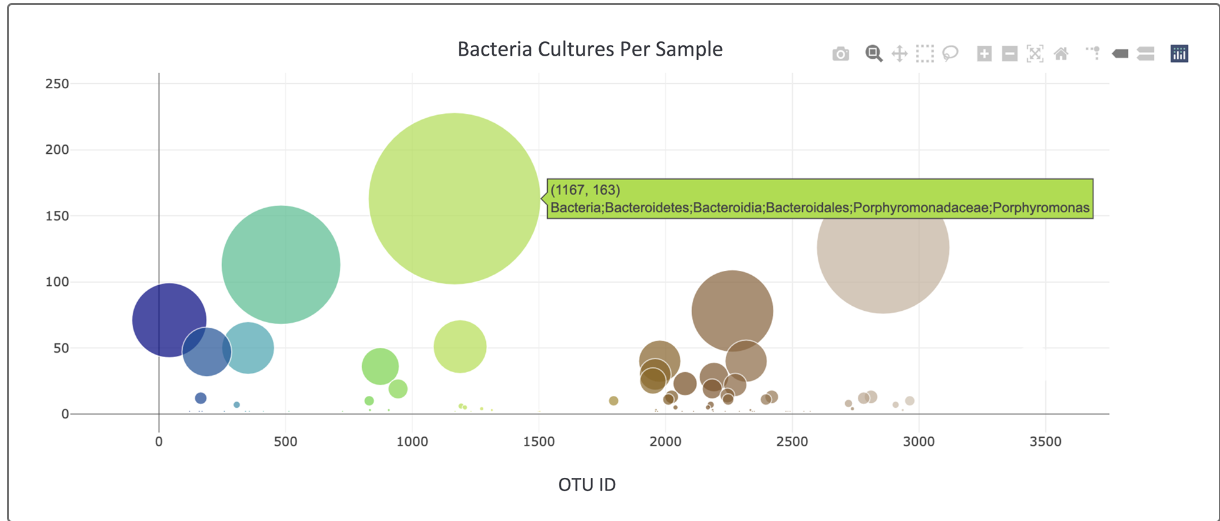 Bacteria Cultures Per Sample
250
200
(1167, 163)
Bacteria;Bacteroidetes;Bacteroidia;Bacteroidales;Porphyromonadaceae;Porphyromonas
150
100
50
0
0 500 1000 1500 2000 2500 3000 3500
OTU ID